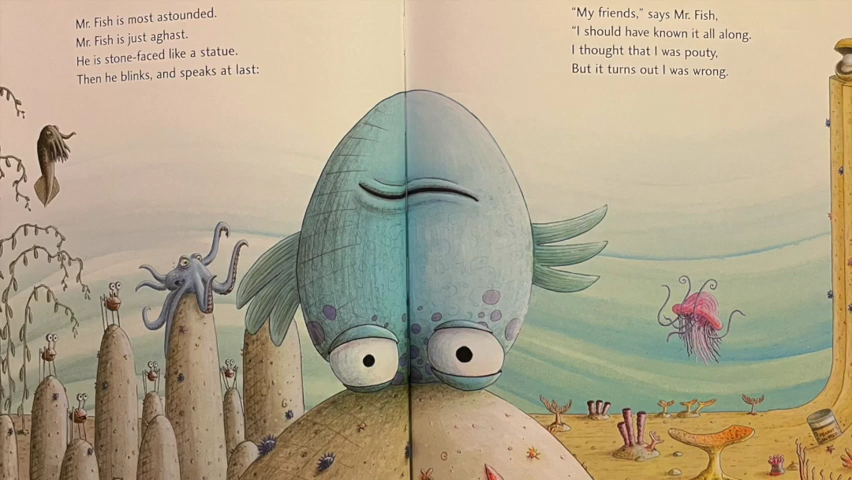 Mr. Fish is most astounded.
Mr. Fish is just aghast.
He is stone-faced like a statue.
Then he blinks, and speaks at last:
"My friends," says Mr. Fish,
"I should have known it all along.
I thought that I was pouty,
But it turns out I was wrong.